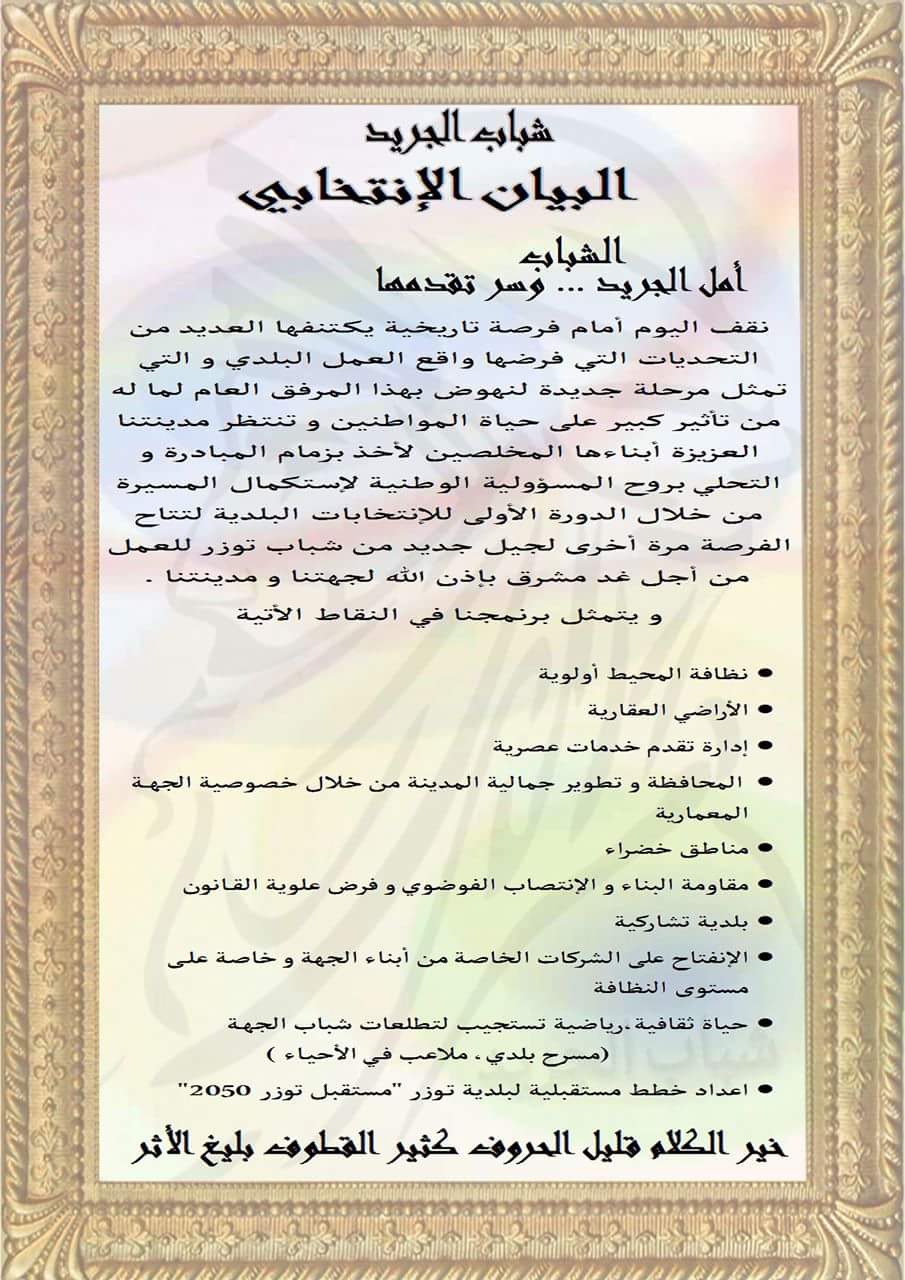 شباب الجريد
البيان الإنتخابي
الشباب
أمل الجريد ... وسر تقدمها
نقف اليوم أمام فرصة تاريخية يكتنفها العديد من
التحديات التي فرضها واقع العمل البلدي و التي
تمثل مرحلة جديدة لنهوض بهذا المرفق العام لما له
من تأثير كبير على حياة المواطنين و تنتظر مدينتنا
العزيزة أبناءها المخلصين لأخذ بزمام المبادرة و
التحلي بروح المسؤولية الوطنية لإستكمال المسيرة
من خلال الدورة الأولى للإنتخابات البلدية لتتاح
الفرصة مرة أخرى لجيل جديد من شباب توزر للعمل
من أجل غد مشرق بإذن الله لجهتنا و مدينتنا .
و يتمثل برنمجنا في النقاط الأتية
• نظافة المحيط أولوية
• الأراضي العقارية
• إدارة تقدم خدمات عصرية
• المحافظة و تطوير جمالية المدينة من خلال خصوصية الجهة
المعمارية
• مناطق خضراء
• مقاومة البناء و الإنتصاب الفوضوي و فرض علوية القانون
• بلدية تشاركية
• الإنفتاح على الشركات الخاصة من أبناء الجهة و خاصة على
مستوى النظافة
• حياة ثقافية،رياضية تستجيب لتطلعات شباب الجهة
(مسرح بلدي، ملاعب في الأحياء )
• اعداد خطط مستقبلية لبلدية توزر "مستقبل توزر 2050"
خير الكلام قليل الحروف كثير القطوف بليغ الأثر